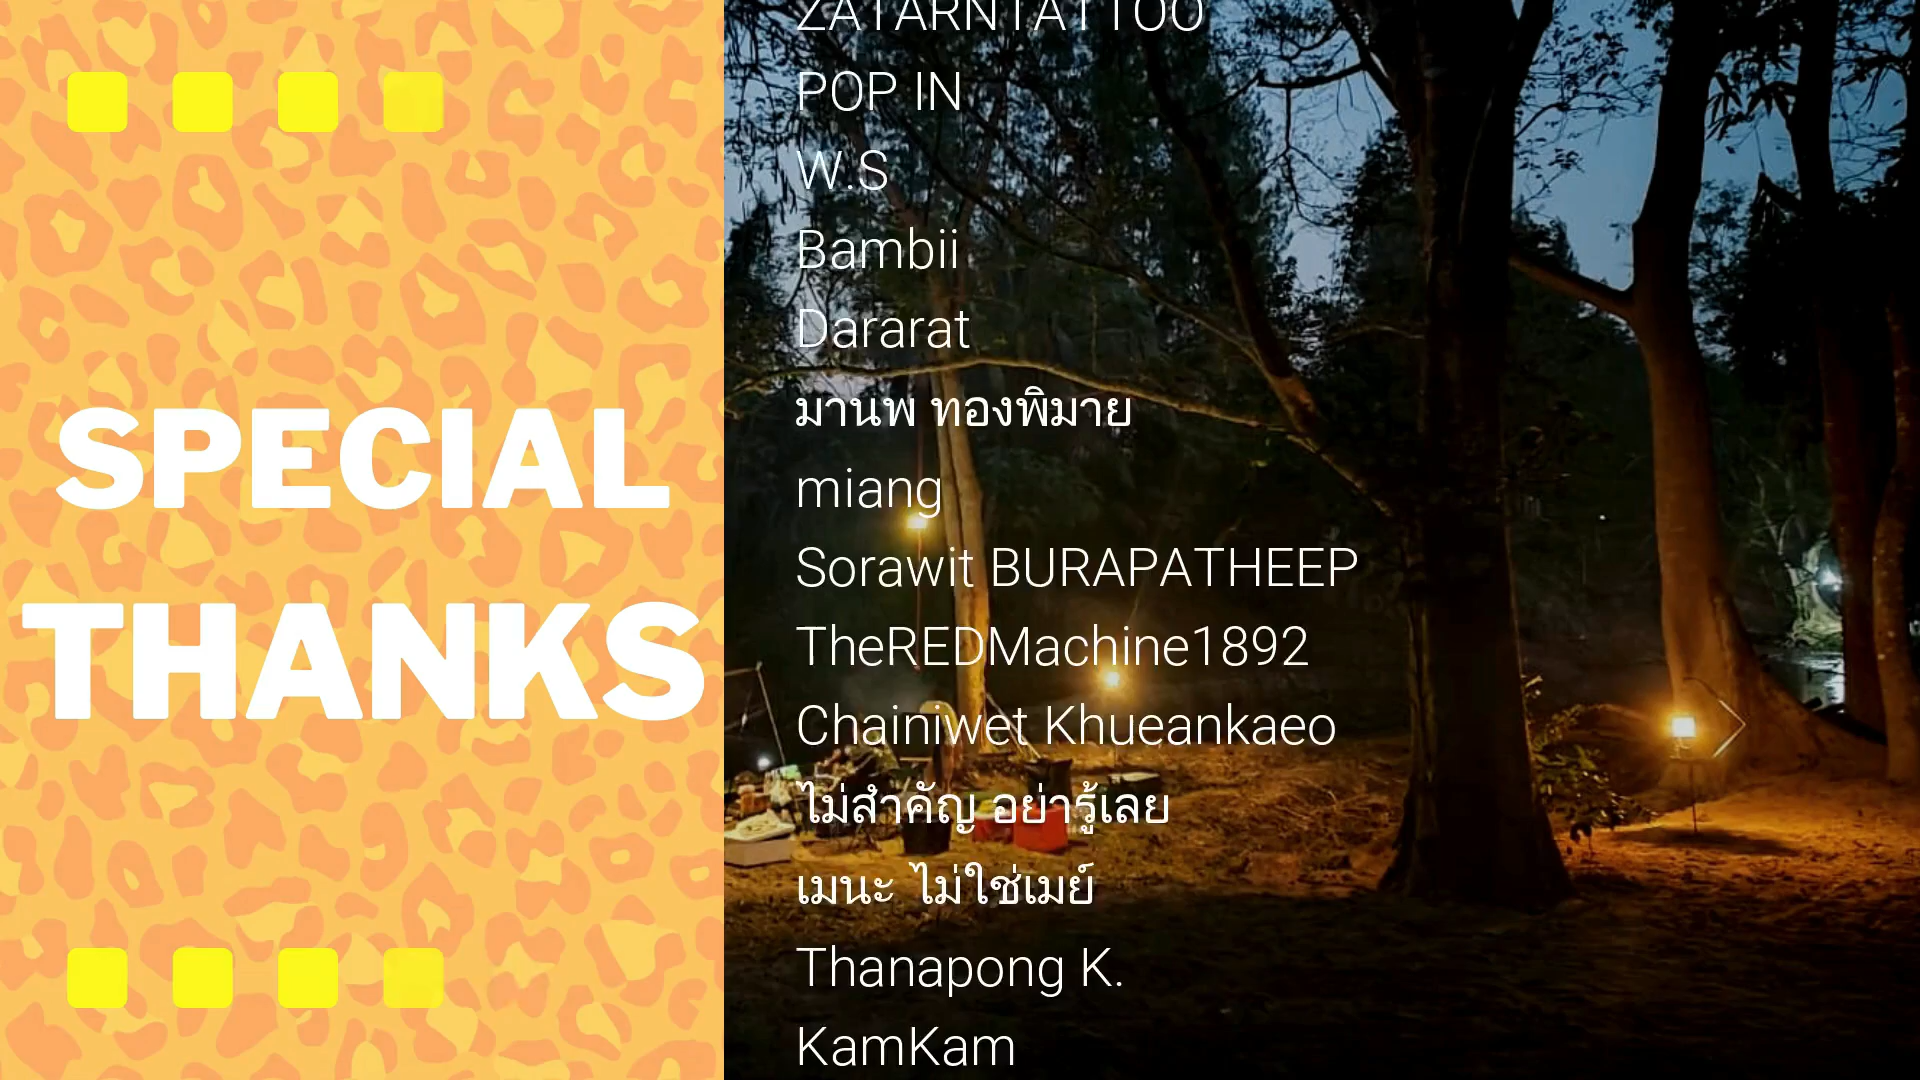 SPECIAL
THANKS
ZATARNTATTOO
POP IN
W.S
Bambii
Dararat
มานพ ทองพิมาย
miang
Sorawit BURAPATHEEP
TheREDMachine1892
Chainiwet Khueankaeo
ไม่สำคัญ อย่ารู้เลย
เมนะ ไม่ใช่เมย์
Thanapong K.
KamKam